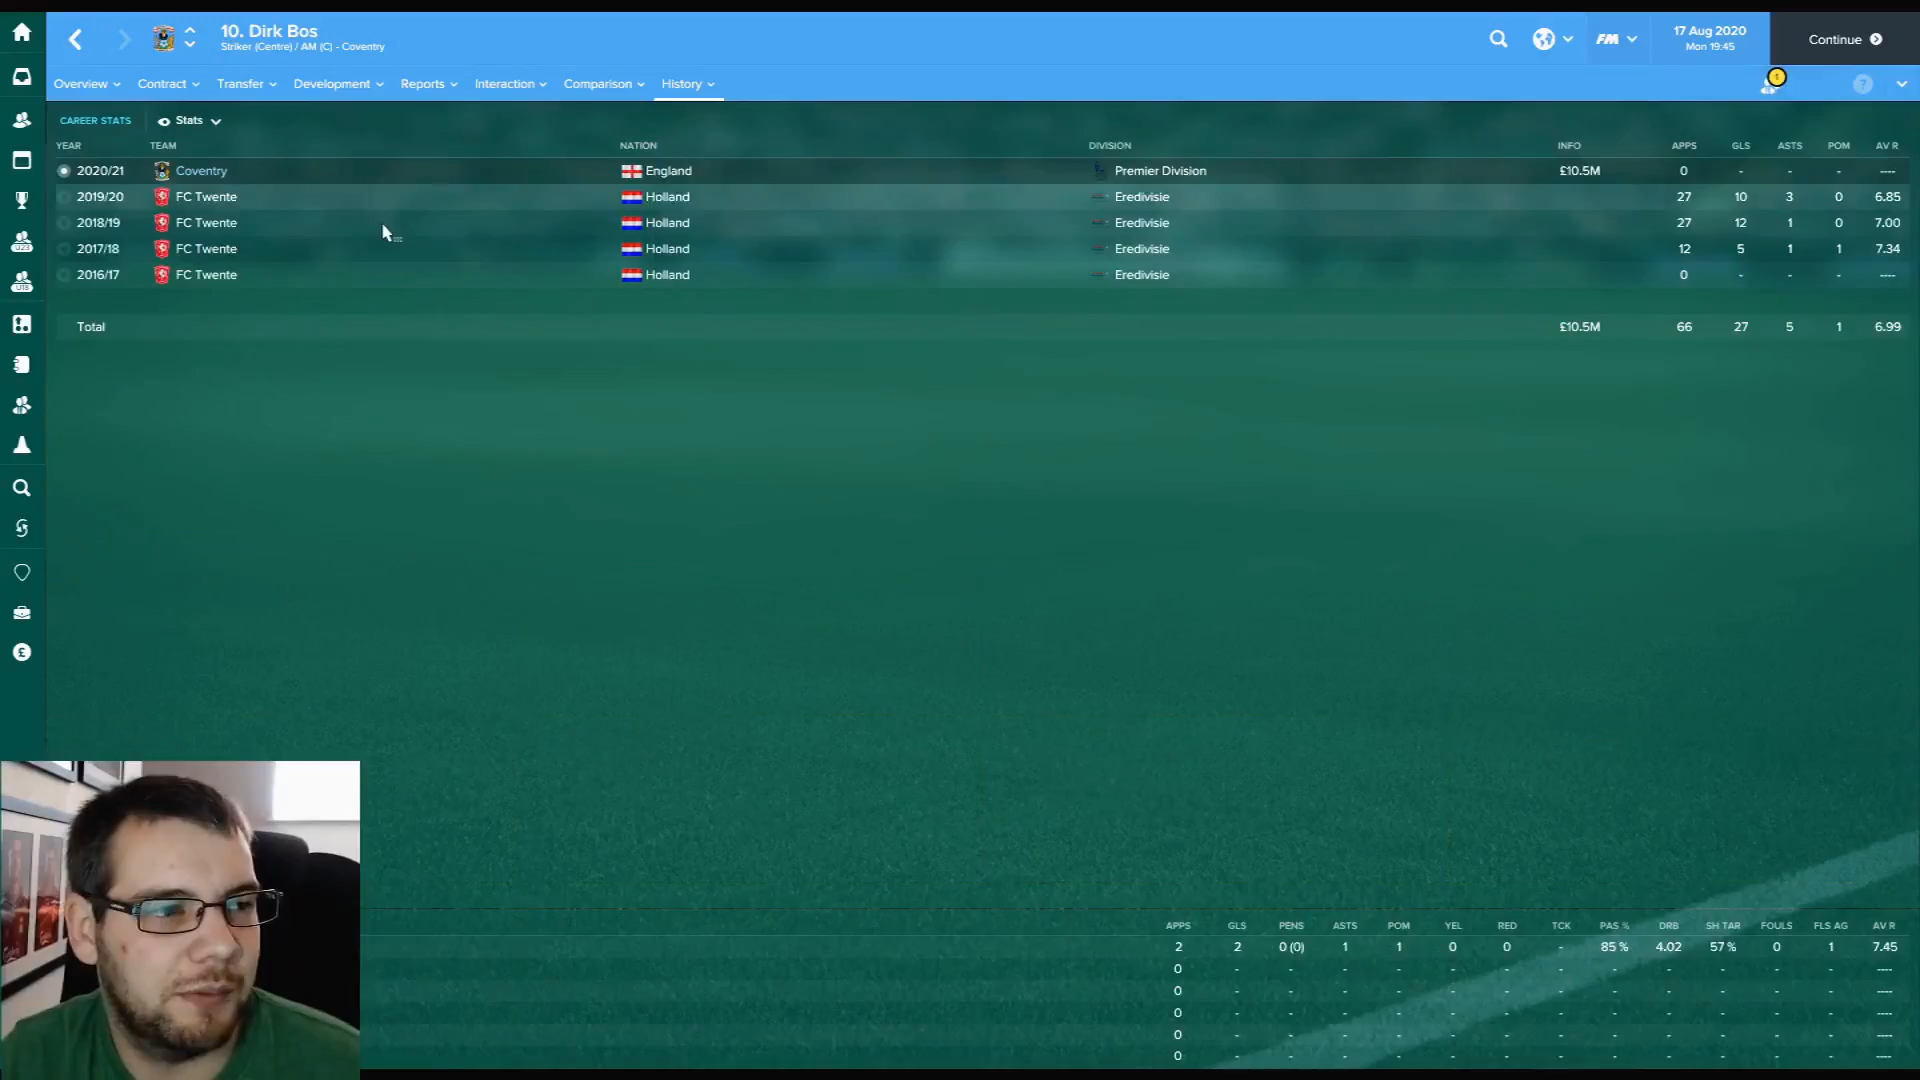 10. Dirk Bos
Striker (Centre) / AM (C) - Coventry
FM
17 Aug 2020
Mon 19:45
Continue
Overview Contract Transfer Development Reports Interaction Comparison History
1
?
CAREER STATS Stats
YEAR TEAM NATION DIVISION INFO APPS GLS ASTS POM AV R
2020/21 Coventry England Premier Division £10.5M 0 - - - ----
2019/20 FC Twente Holland Eredivisie 27 10 3 0 6.85
2018/19 FC Twente Holland Eredivisie 27 12 1 0 7.00
2017/18 FC Twente Holland Eredivisie 12 5 1 1 7.34
2016/17 FC Twente Holland Eredivisie 0 - - - ----
Total £10.5M 66 27 5 1 6.99
U23
U18
£
APPS GLS PENS ASTS POM YEL RED TCK PAS % DRB SH TAR FOULS FLS AG AV R
2 2 0 (0) 1 1 0 0 - 85 % 4.02 57 % 0 1 7.45
0 - - - - - - - - - - - - ----
0 - - - - - - - - - - - - ----
0 - - - - - - - - - - - - ----
0 - - - - - - - - - - - - ----
0 - - - - - - - - - - - - ----